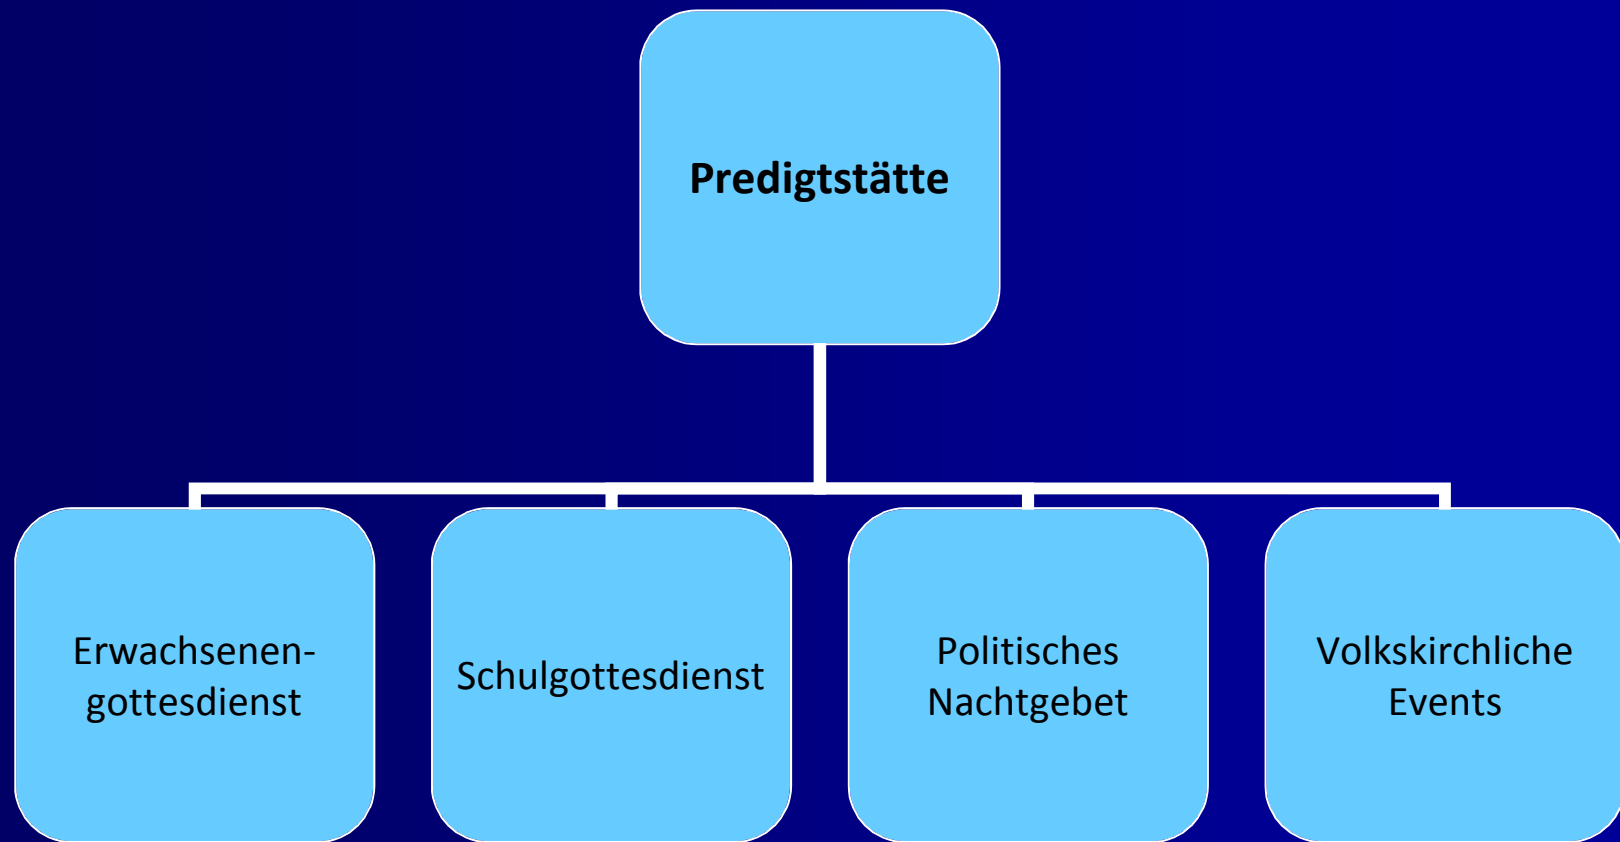 Predigtstätte
Erwachsenen-
gottesdienst
Schulgottesdienst
Politisches
Nachtgebet
Volkskirchliche
Events